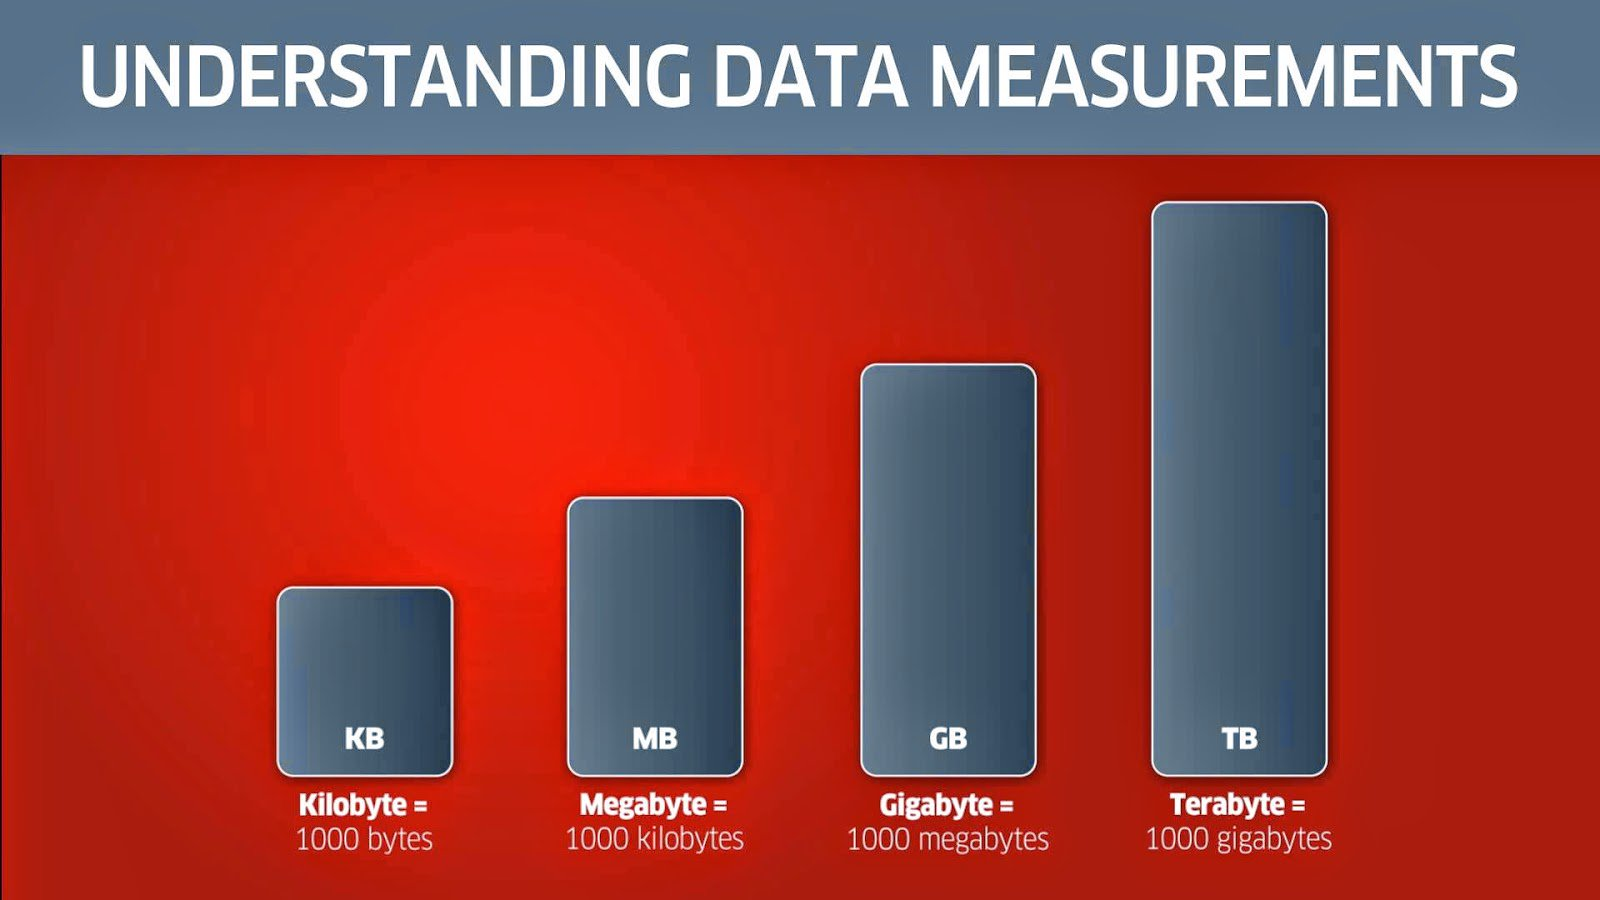 UNDERSTANDING DATA MEASUREMENTS
KB
MB
GB
TB
Kilobyte =
1000 bytes
Megabyte =
1000 kilobytes
Gigabyte =
1000 megabytes
Terabyte =
1000 gigabytes